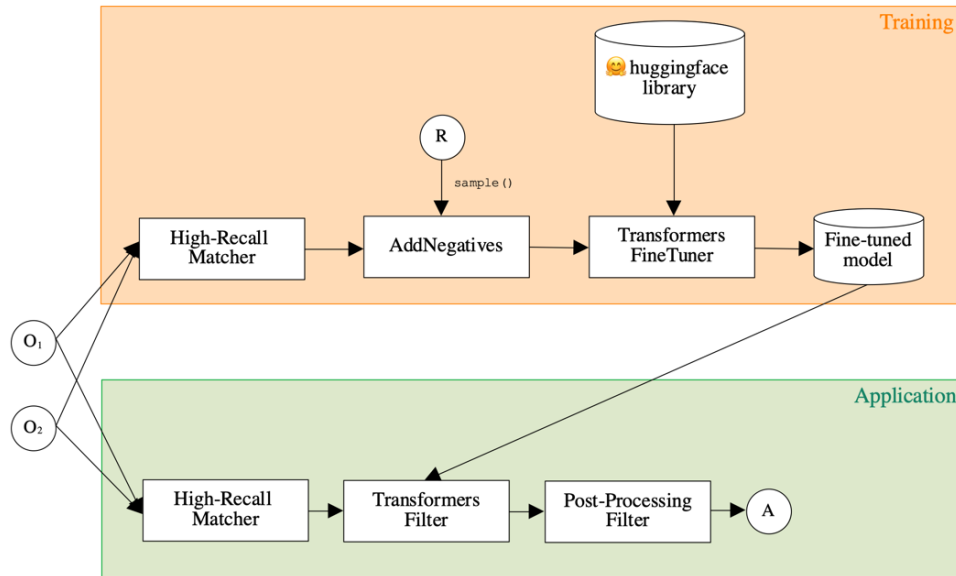 Training
🤗 huggingface
library
R
sample()
High-Recall
Matcher
AddNegatives
Transformers
FineTuner
Fine-tuned
model
O₁
O₂
Application
High-Recall
Matcher
Transformers
Filter
Post-Processing
Filter
A